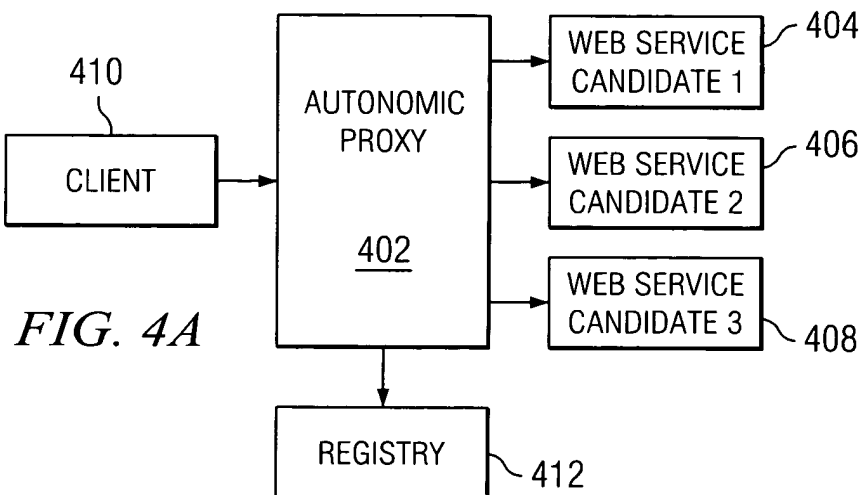 410
CLIENT
AUTONOMIC
PROXY
402
WEB SERVICE
CANDIDATE 1
404
WEB SERVICE
CANDIDATE 2
406
WEB SERVICE
CANDIDATE 3
408
FIG. 4A
REGISTRY
412